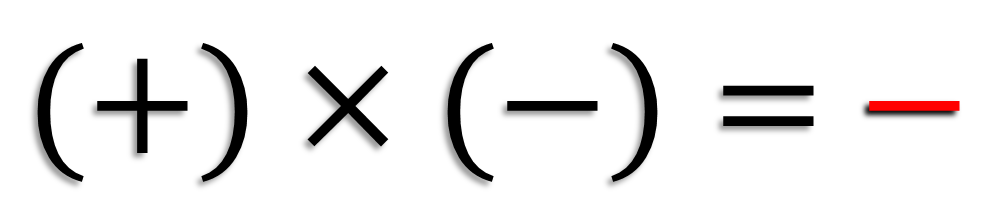 (+) × (−) = −